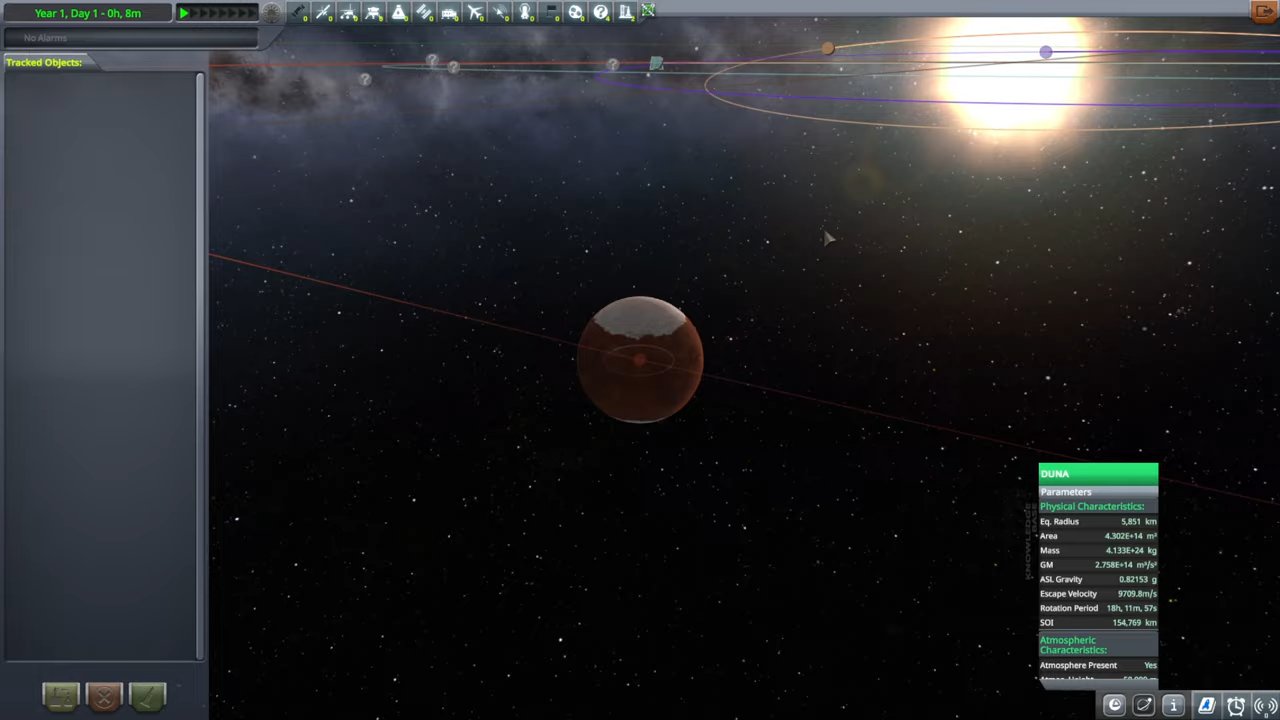 Year 1, Day 1 - 0h, 8m
No Alarms
Tracked Objects:
DUNA
Parameters
Physical Characteristics:
Eq. Radius 5,851 km
Area 4.302E+14 m²
Mass 4.133E+24 kg
GM 2.758E+14 m³/s²
ASL Gravity 0.82153 g
Escape Velocity 9709.8m/s
Rotation Period 18h, 11m, 57s
SOI 154,769 km
Atmospheric
Characteristics:
Atmosphere Present Yes
KNOWLEDGE
BASE